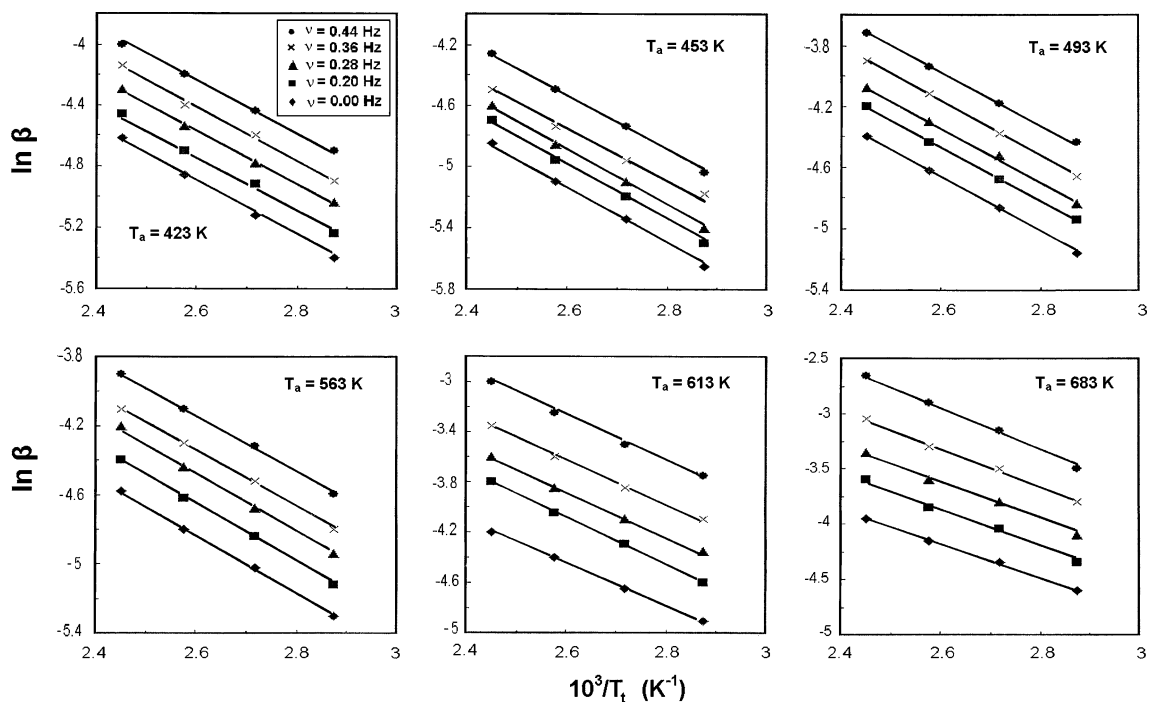 ν = 0.44 Hz
ν = 0.36 Hz
ν = 0.28 Hz
ν = 0.20 Hz
ν = 0.00 Hz
ln β
-4
-4.4
-4.8
-5.2
-5.6
Tₐ = 423 K
2.4 2.6 2.8 3
-4.2
-4.6
-5
-5.4
-5.8
Tₐ = 453 K
2.4 2.6 2.8 3
-3.8
-4.2
-4.6
-5
-5.4
Tₐ = 493 K
2.4 2.6 2.8 3
ln β
-3.8
-4.2
-4.6
-5
-5.4
Tₐ = 563 K
2.4 2.6 2.8 3
-3
-3.4
-3.8
-4.2
-4.6
-5
Tₐ = 613 K
2.4 2.6 2.8 3
-2.5
-3
-3.5
-4
-4.5
-5
Tₐ = 683 K
2.4 2.6 2.8 3
10³/Tₜ (K⁻¹)